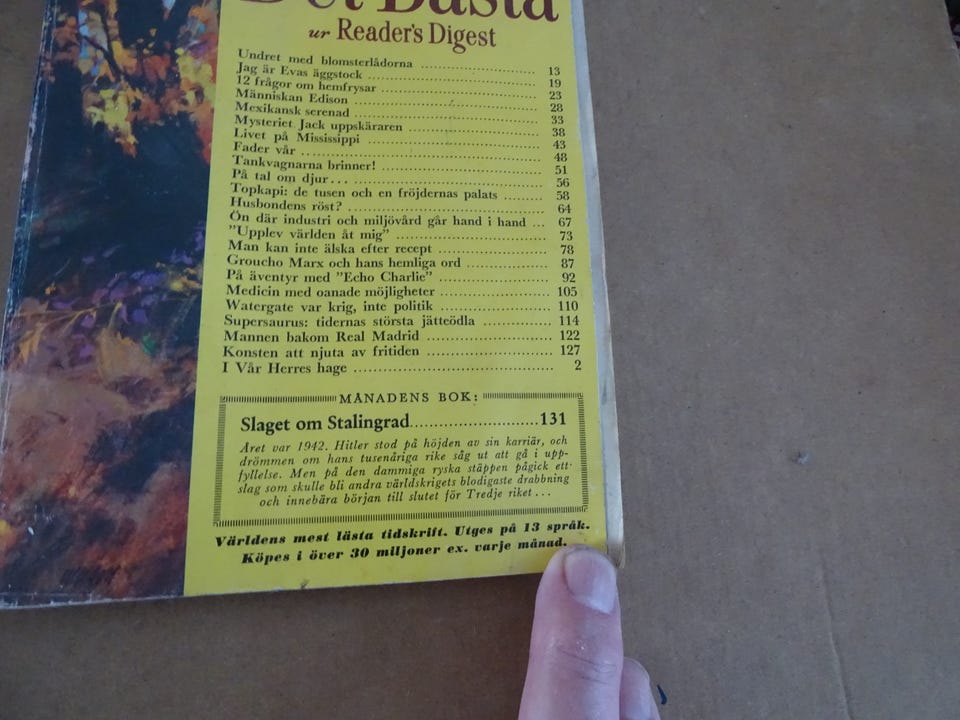 Det Bästa
ur Reader's Digest
Undret med blomsterlådorna ........................ 13
Jag är Evas äggstock ........................ 19
12 frågor om hemfrysar ........................ 23
Människan Edison ........................ 28
Mexikansk serenad ........................ 33
Mysteriet Jack uppskäraren ........................ 38
Livet på Mississippi ........................ 43
Fader vår ........................ 48
Tankvagnarna brinner! ........................ 51
På tal om djur... ........................ 56
Topkapi: de tusen och en fröjdernas palats ........ 58
Husbondens röst? ........................ 64
Ön där industri och miljövård går hand i hand ... 67
"Upplev världen åt mig" ........................ 73
Man kan inte älska efter recept ........................ 78
Groucho Marx och hans hemliga ord ................ 87
På äventyr med "Echo Charlie" ........................ 92
Medicin med oanade möjligheter ................ 105
Watergate var krig, inte politik ................ 110
Supersaurus: tidernas största jätteödla ............ 114
Mannen bakom Real Madrid ................ 122
Konsten att njuta av fritiden ................ 127
I Vår Herres hage ........................ 2
MÅNADENS BOK:
Slaget om Stalingrad........................131
Året var 1942. Hitler stod på höjden av sin karriär, och
drömmen om hans tusenåriga rike såg ut att gå i upp-
fyllelse. Men på den dammiga ryska stäppen pågick ett
slag som skulle bli andra världskrigets blodigaste drabbning
och innebära början till slutet för Tredje riket...
Världens mest lästa tidskrift. Utges på 13 språk.
Köpes i över 30 miljoner ex. varje månad.